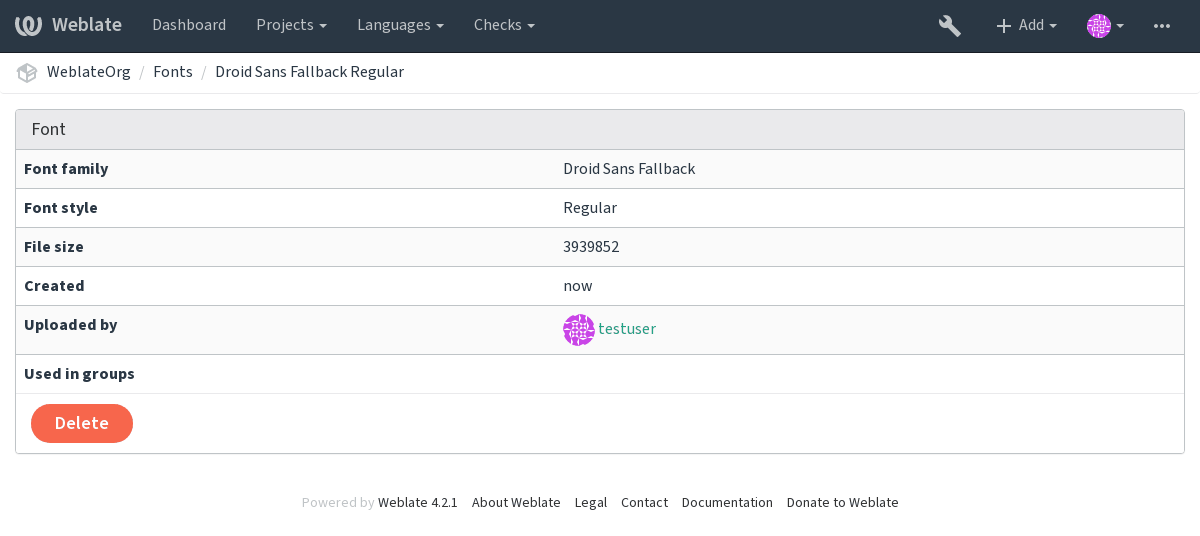 Weblate Dashboard Projects Languages Checks Add
WeblateOrg / Fonts / Droid Sans Fallback Regular
Font
Font family Droid Sans Fallback
Font style Regular
File size 3939852
Created now
Uploaded by testuser
Used in groups
Delete
Powered by Weblate 4.2.1 About Weblate Legal Contact Documentation Donate to Weblate